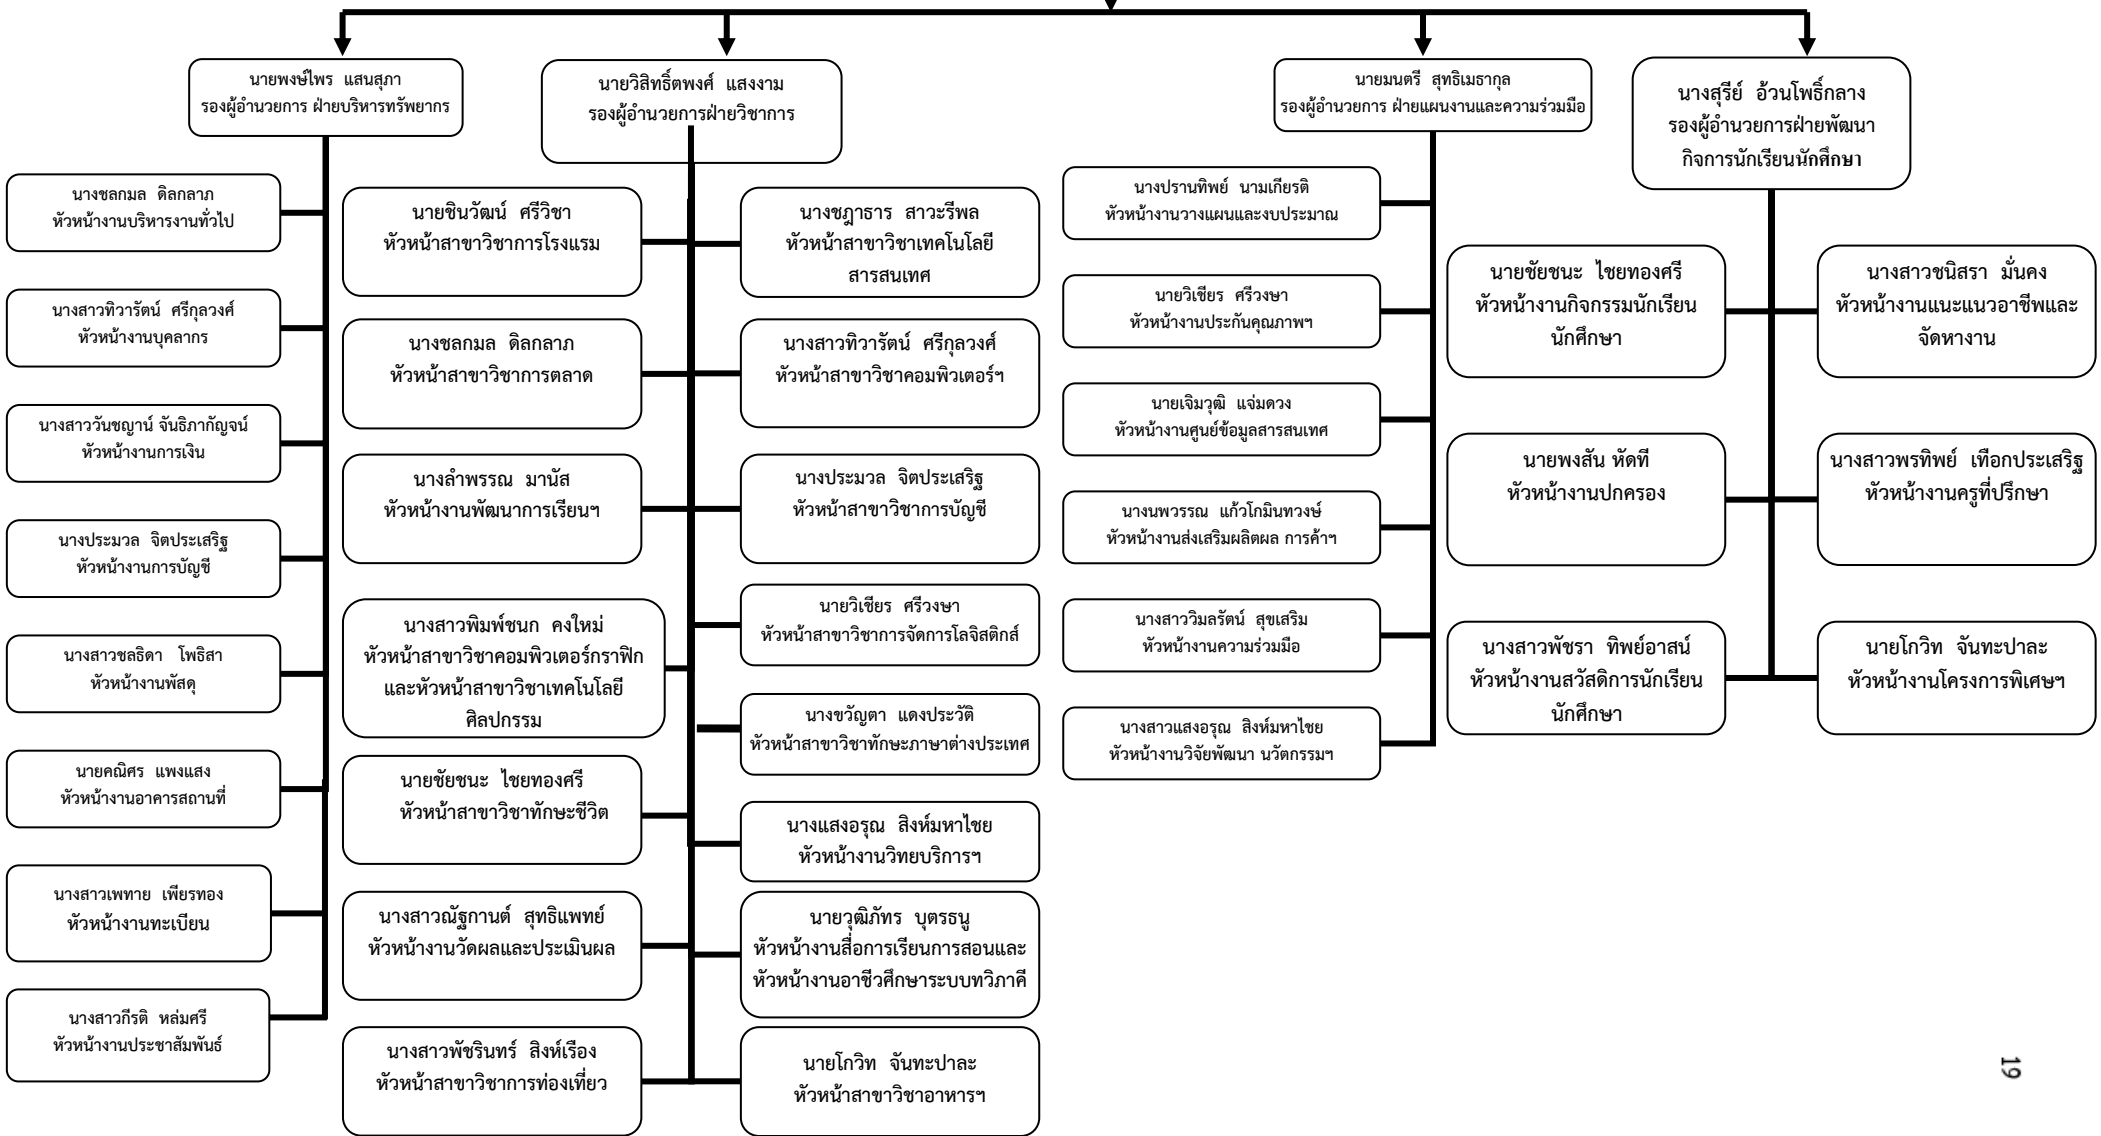 นายพงษ์ไพร แสนสุภา
รองผู้อำนวยการ ฝ่ายบริหารทรัพยากร
นางชลกมล ดิลกลาภ
หัวหน้างานบริหารงานทั่วไป
นางสาวทิวารัตน์ ศรีกุลวงศ์
หัวหน้างานบุคลากร
นางสาววันชญาน์ จันธิภากัญจน์
หัวหน้างานการเงิน
นางประมวล จิตประเสริฐ
หัวหน้างานการบัญชี
นางสาวชลธิดา โพธิสา
หัวหน้างานพัสดุ
นายคณิศร แพงแสง
หัวหน้างานอาคารสถานที่
นางสาวเพทาย เพียรทอง
หัวหน้างานทะเบียน
นางสาวกีรติ หล่มศรี
หัวหน้างานประชาสัมพันธ์
นายวิสิทธิ์ตพงศ์ แสงงาม
รองผู้อำนวยการฝ่ายวิชาการ
นายชินวัฒน์ ศรีวิชา
หัวหน้าสาขาวิชาการโรงแรม
นางชลกมล ดิลกลาภ
หัวหน้าสาขาวิชาการตลาด
นางลำพรรณ มานัส
หัวหน้างานพัฒนาการเรียนฯ
นางสาวพิมพ์ชนก คงใหม่
หัวหน้าสาขาวิชาคอมพิวเตอร์กราฟิก
และหัวหน้าสาขาวิชาเทคโนโลยี
ศิลปกรรม
นายชัยชนะ ไชยทองศรี
หัวหน้าสาขาวิชาทักษะชีวิต
นางสาวณัฐกานต์ สุทธิแพทย์
หัวหน้างานวัดผลและประเมินผล
นางสาวพัชรินทร์ สิงห์เรือง
หัวหน้าสาขาวิชาการท่องเที่ยว
นางชฎาธาร สาวะรีพล
หัวหน้าสาขาวิชาเทคโนโลยี
สารสนเทศ
นางสาวทิวารัตน์ ศรีกุลวงศ์
หัวหน้าสาขาวิชาคอมพิวเตอร์ฯ
นางประมวล จิตประเสริฐ
หัวหน้าสาขาวิชาการบัญชี
นายวิเชียร ศรีวงษา
หัวหน้าสาขาวิชาการจัดการโลจิสติกส์
นางขวัญตา แดงประวัติ
หัวหน้าสาขาวิชาทักษะภาษาต่างประเทศ
นางแสงอรุณ สิงห์มหาไชย
หัวหน้างานวิทยบริการฯ
นายวุฒิภัทร บุตรธนู
หัวหน้างานสื่อการเรียนการสอนและ
หัวหน้างานอาชีวศึกษาระบบทวิภาคี
นายโกวิท จันทะปาละ
หัวหน้าสาขาวิชาอาหารฯ
นายมนตรี สุทธิเมธากุล
รองผู้อำนวยการ ฝ่ายแผนงานและความร่วมมือ
นางปรานทิพย์ นามเกียรติ
หัวหน้างานวางแผนและงบประมาณ
นายวิเชียร ศรีวงษา
หัวหน้างานประกันคุณภาพฯ
นายเจิมวุฒิ แจ่มดวง
หัวหน้างานศูนย์ข้อมูลสารสนเทศ
นางนพวรรณ แก้วโกมินทวงษ์
หัวหน้างานส่งเสริมผลิตผล การค้าฯ
นางสาววิมลรัตน์ สุขเสริม
หัวหน้างานความร่วมมือ
นางสาวแสงอรุณ สิงห์มหาไชย
หัวหน้างานวิจัยพัฒนา นวัตกรรมฯ
นางสุรีย์ อ้วนโพธิ์กลาง
รองผู้อำนวยการฝ่ายพัฒนา
กิจการนักเรียนนักศึกษา
นายชัยชนะ ไชยทองศรี
หัวหน้างานกิจกรรมนักเรียน
นักศึกษา
นายพงสัน หัดที
หัวหน้างานปกครอง
นางสาวพัชรา ทิพย์อาสน์
หัวหน้างานสวัสดิการนักเรียน
นักศึกษา
นางสาวชนิสรา มั่นคง
หัวหน้างานแนะแนวอาชีพและ
จัดหางาน
นางสาวพรทิพย์ เทือกประเสริฐ
หัวหน้างานครูที่ปรึกษา
นายโกวิท จันทะปาละ
หัวหน้างานโครงการพิเศษฯ
19